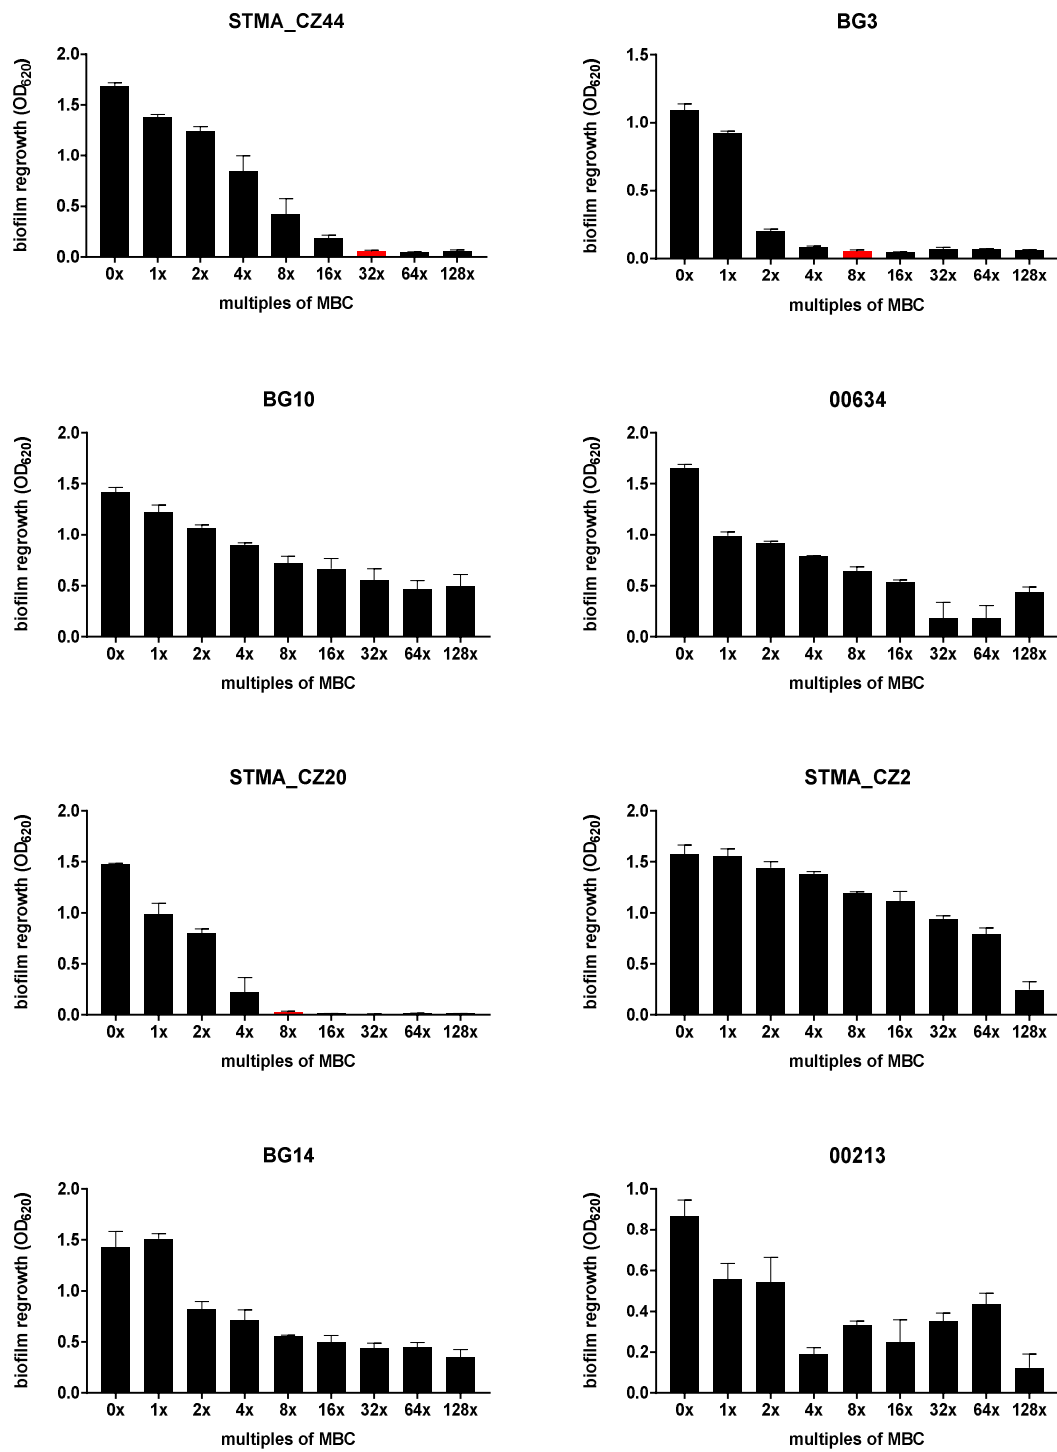 STMA_CZ44
biofilm regrowth (OD620)
2.0
1.5
1.0
0.5
0.0
0x 1x 2x 4x 8x 16x 32x 64x 128x
multiples of MBC
BG3
biofilm regrowth (OD620)
1.5
1.0
0.5
0.0
0x 1x 2x 4x 8x 16x 32x 64x 128x
multiples of MBC
BG10
biofilm regrowth (OD620)
2.0
1.5
1.0
0.5
0.0
0x 1x 2x 4x 8x 16x 32x 64x 128x
multiples of MBC
00634
biofilm regrowth (OD620)
2.0
1.5
1.0
0.5
0.0
0x 1x 2x 4x 8x 16x 32x 64x 128x
multiples of MBC
STMA_CZ20
biofilm regrowth (OD620)
2.0
1.5
1.0
0.5
0.0
0x 1x 2x 4x 8x 16x 32x 64x 128x
multiples of MBC
STMA_CZ2
biofilm regrowth (OD620)
2.0
1.5
1.0
0.5
0.0
0x 1x 2x 4x 8x 16x 32x 64x 128x
multiples of MBC
BG14
biofilm regrowth (OD620)
2.0
1.5
1.0
0.5
0.0
0x 1x 2x 4x 8x 16x 32x 64x 128x
multiples of MBC
00213
biofilm regrowth (OD620)
1.0
0.8
0.6
0.4
0.2
0.0
0x 1x 2x 4x 8x 16x 32x 64x 128x
multiples of MBC